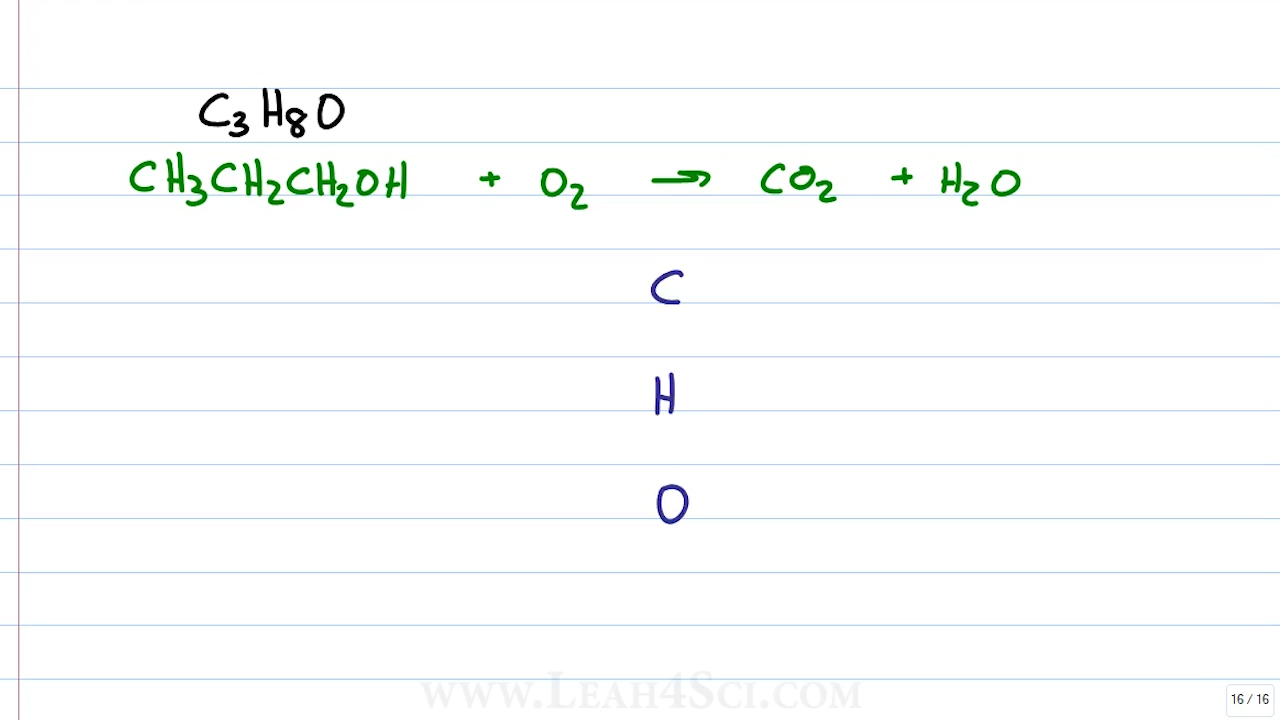 C₃H₈O
CH₃CH₂CH₂OH + O₂ → CO₂ + H₂O
C
H
O
www.Leah4Sci.com
16 / 16